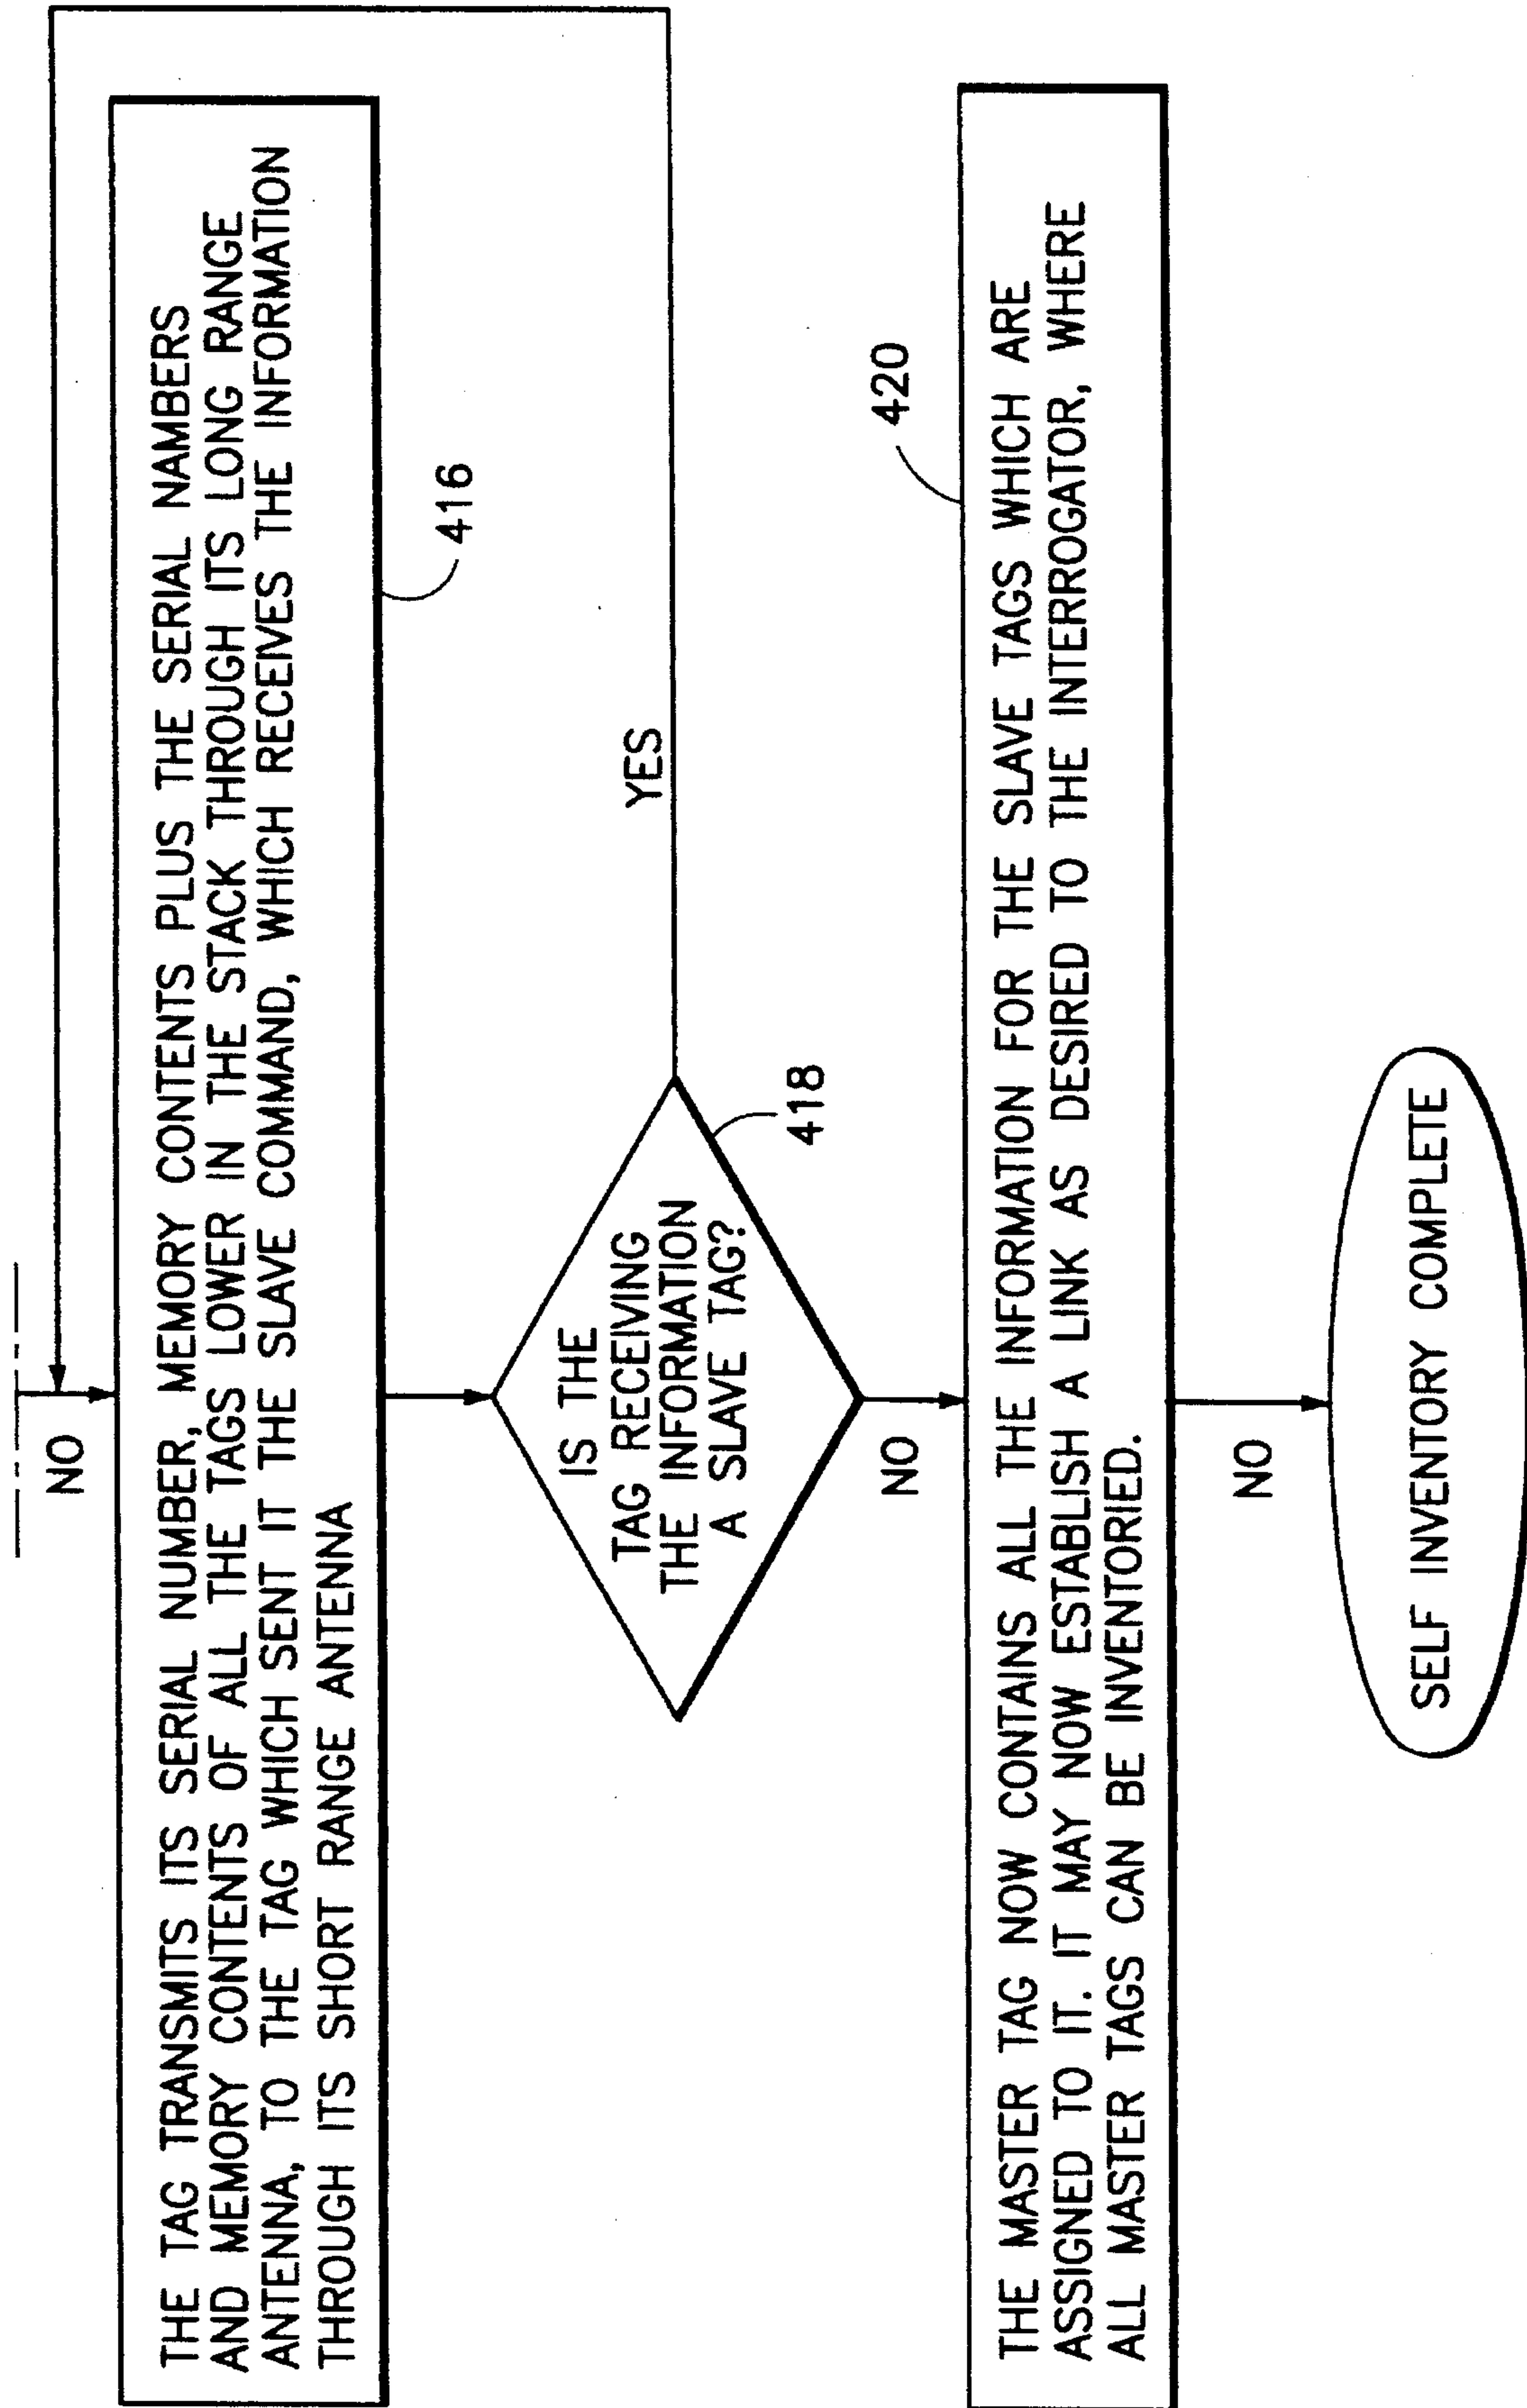 NO
THE TAG TRANSMITS ITS SERIAL NUMBER, MEMORY CONTENTS PLUS THE SERIAL NAMBERS
AND MEMORY CONTENTS OF ALL THE TAGS LOWER IN THE STACK THROUGH ITS LONG RANGE
ANTENNA, TO THE TAG WHICH SENT IT THE SLAVE COMMAND, WHICH RECEIVES THE INFORMATION
THROUGH ITS SHORT RANGE ANTENNA
416
IS THE
TAG RECEIVING
THE INFORMATION
A SLAVE TAG?
YES
418
NO
420
THE MASTER TAG NOW CONTAINS ALL THE INFORMATION FOR THE SLAVE TAGS WHICH ARE
ASSIGNED TO IT. IT MAY NOW ESTABLISH A LINK AS DESIRED TO THE INTERROGATOR, WHERE
ALL MASTER TAGS CAN BE INVENTORIED.
NO
SELF INVENTORY COMPLETE